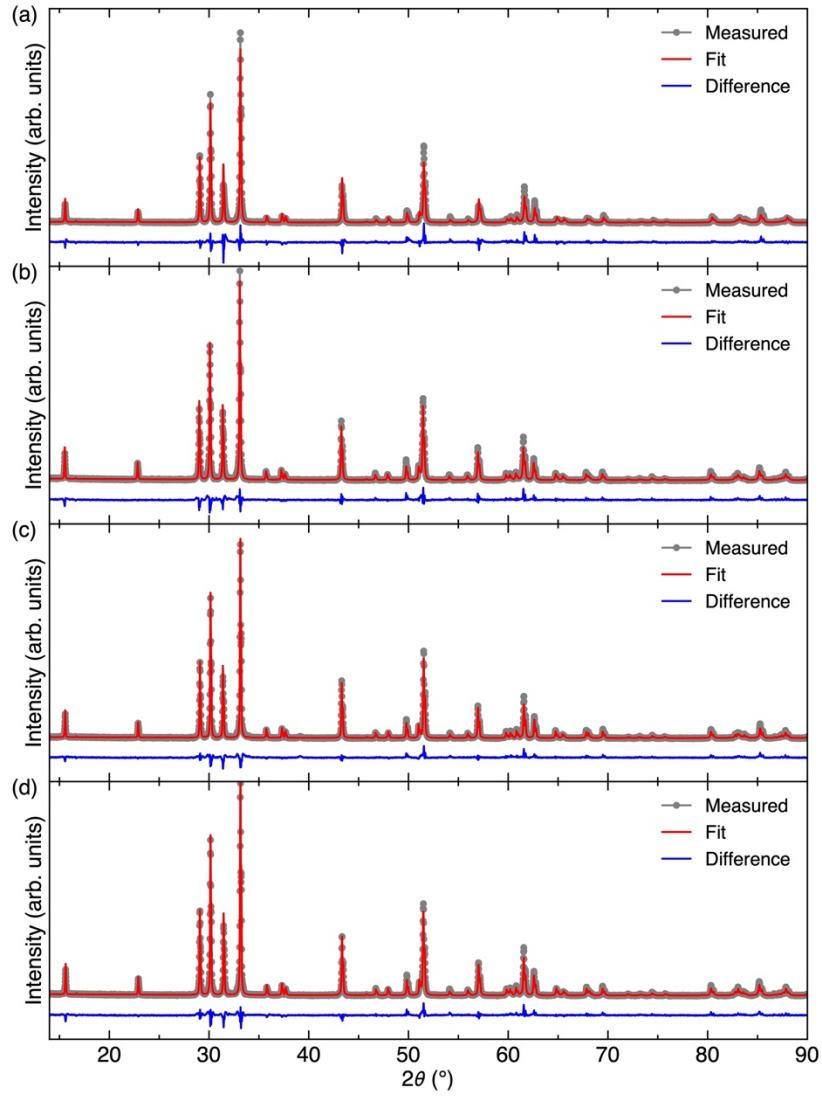 (a)
Measured
Fit
Difference
Intensity (arb. units)
(b)
Measured
Fit
Difference
Intensity (arb. units)
(c)
Measured
Fit
Difference
Intensity (arb. units)
(d)
Measured
Fit
Difference
Intensity (arb. units)
20 30 40 50 60 70 80 90
2θ (°)